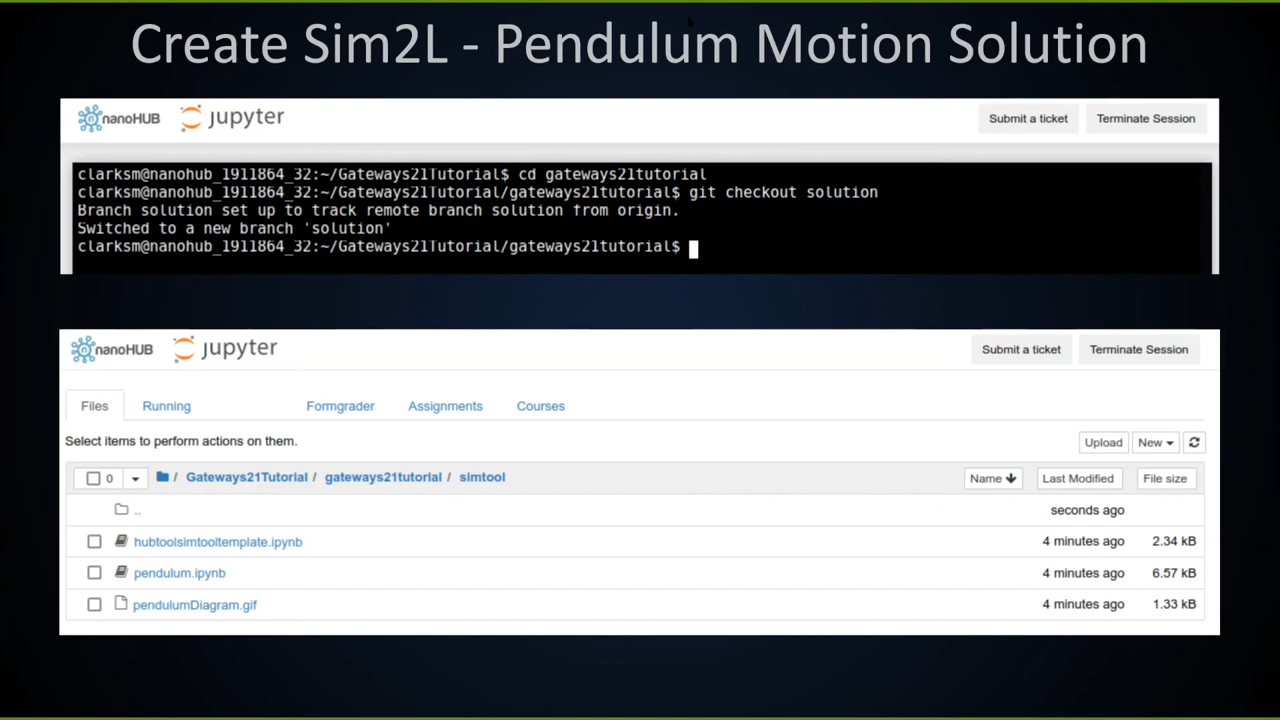 Create Sim2L - Pendulum Motion Solution
nanoHUB jupyter Submit a ticket Terminate Session
clarksm@nanohub_1911864_32:~/Gateways21Tutorial$ cd gateways21tutorial
clarksm@nanohub_1911864_32:~/Gateways21Tutorial/gateways21tutorial$ git checkout solution
Branch solution set up to track remote branch solution from origin.
Switched to a new branch 'solution'
clarksm@nanohub_1911864_32:~/Gateways21Tutorial/gateways21tutorial$
nanoHUB jupyter Submit a ticket Terminate Session
Files Running Formgrader Assignments Courses
Select items to perform actions on them. Upload New
0 / Gateways21Tutorial / gateways21tutorial / simtool Name Last Modified File size
.. seconds ago
hubtoolsimtooltemplate.ipynb 4 minutes ago 2.34 kB
pendulum.ipynb 4 minutes ago 6.57 kB
pendulumDiagram.gif 4 minutes ago 1.33 kB